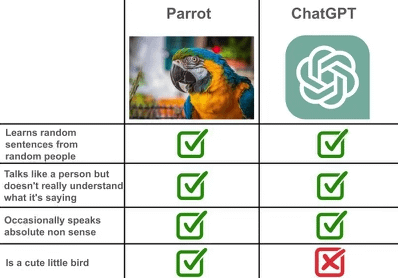 Parrot
ChatGPT
Learns random
sentences from
random people
Talks like a person but
doesn't really understand
what it's saying
Occasionally speaks
absolute non sense
Is a cute little bird